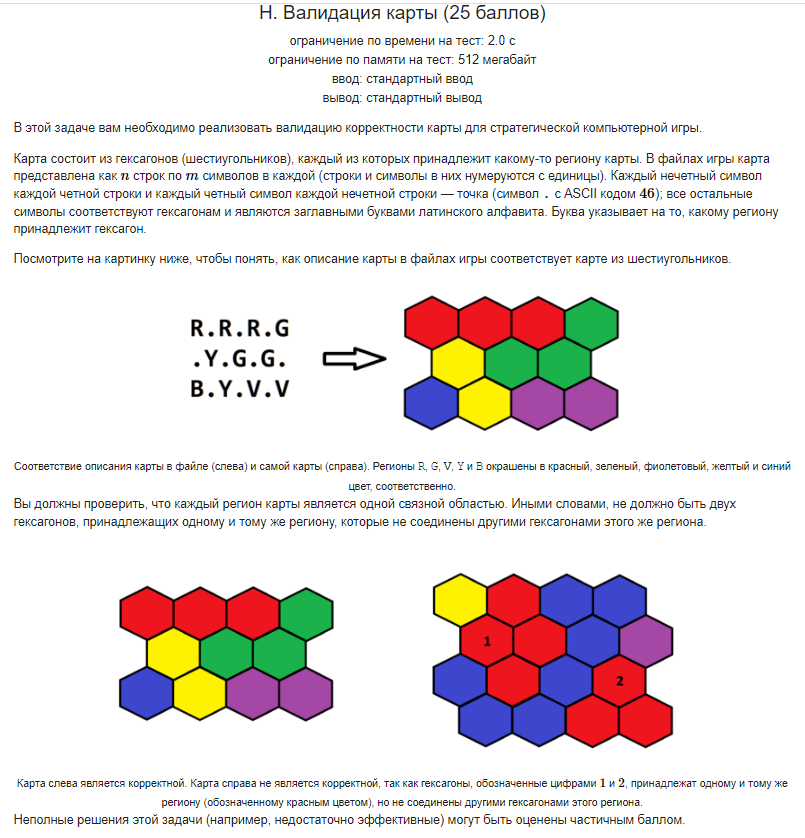 H. Валидация карты (25 баллов)
ограничение по времени на тест: 2.0 с
ограничение по памяти на тест: 512 мегабайт
ввод: стандартный ввод
вывод: стандартный вывод
В этой задаче вам необходимо реализовать валидацию корректности карты для стратегической компьютерной игры.
Карта состоит из гексагонов (шестиугольников), каждый из которых принадлежит какому-то региону карты. В файлах игры карта
представлена как n строк по m символов в каждой (строки и символы в них нумеруются с единицы). Каждый нечетный символ
каждой четной строки и каждый четный символ каждой нечетной строки — точка (символ . с ASCII кодом 46); все остальные
символы соответствуют гексагонам и являются заглавными буквами латинского алфавита. Буква указывает на то, какому региону
принадлежит гексагон.
Посмотрите на картинку ниже, чтобы понять, как описание карты в файлах игры соответствует карте из шестиугольников.
R.R.R.G
.Y.G.G.
B.Y.V.V
Соответствие описания карты в файле (слева) и самой карты (справа). Регионы R, G, V, Y и B окрашены в красный, зеленый, фиолетовый, желтый и синий
цвет, соответственно.
Вы должны проверить, что каждый регион карты является одной связной областью. Иными словами, не должно быть двух
гексагонов, принадлежащих одному и тому же региону, которые не соединены другими гексагонами этого же региона.
1
2
Карта слева является корректной. Карта справа не является корректной, так как гексагоны, обозначенные цифрами 1 и 2, принадлежат одному и тому же
региону (обозначенному красным цветом), но не соединены другими гексагонами этого региона.
Неполные решения этой задачи (например, недостаточно эффективные) могут быть оценены частичным баллом.